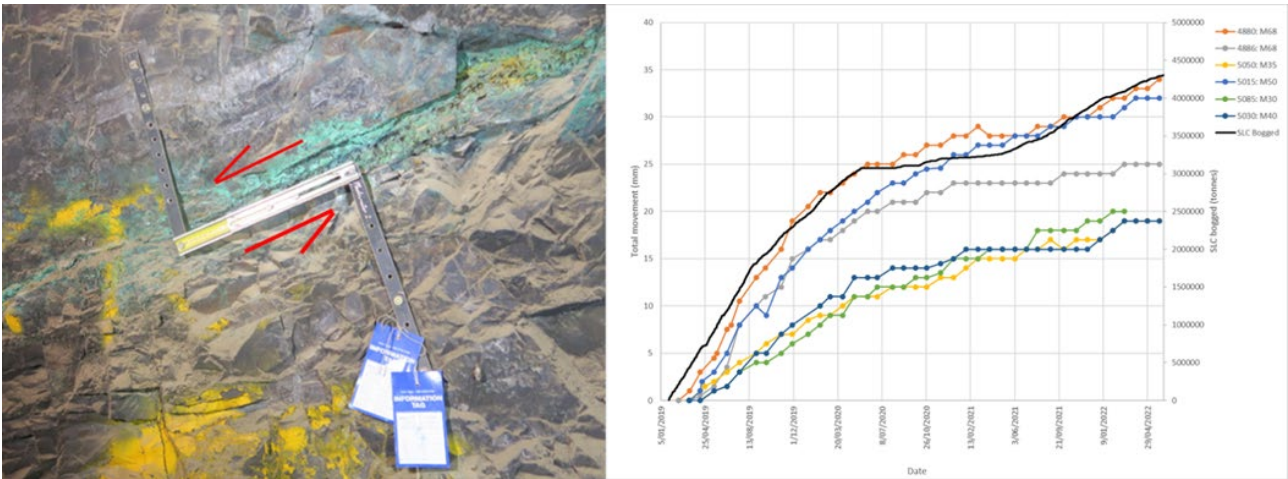 INFORMATION
INFORMATION
TAG
40
35
30
25
20
15
10
5
0
Total movement (mm)
5000000
4500000
4000000
3500000
3000000
2500000
2000000
1500000
1000000
500000
0
SLC bogged (tonnes)
5/01/2019
25/04/2019
13/08/2019
1/12/2019
20/03/2020
8/07/2020
26/10/2020
13/02/2021
3/06/2021
21/09/2021
9/01/2022
29/04/2022
Date
4880: M68
4886: M68
5050: M35
5015: M50
5085: M30
5030: M40
SLC Bogged